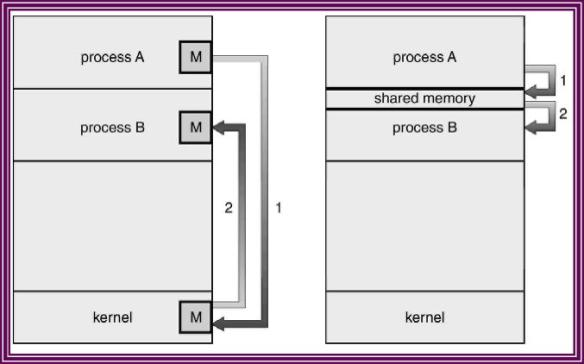 process A
M
process B
M
2
1
kernel
M
process A
1
shared memory
2
process B
kernel